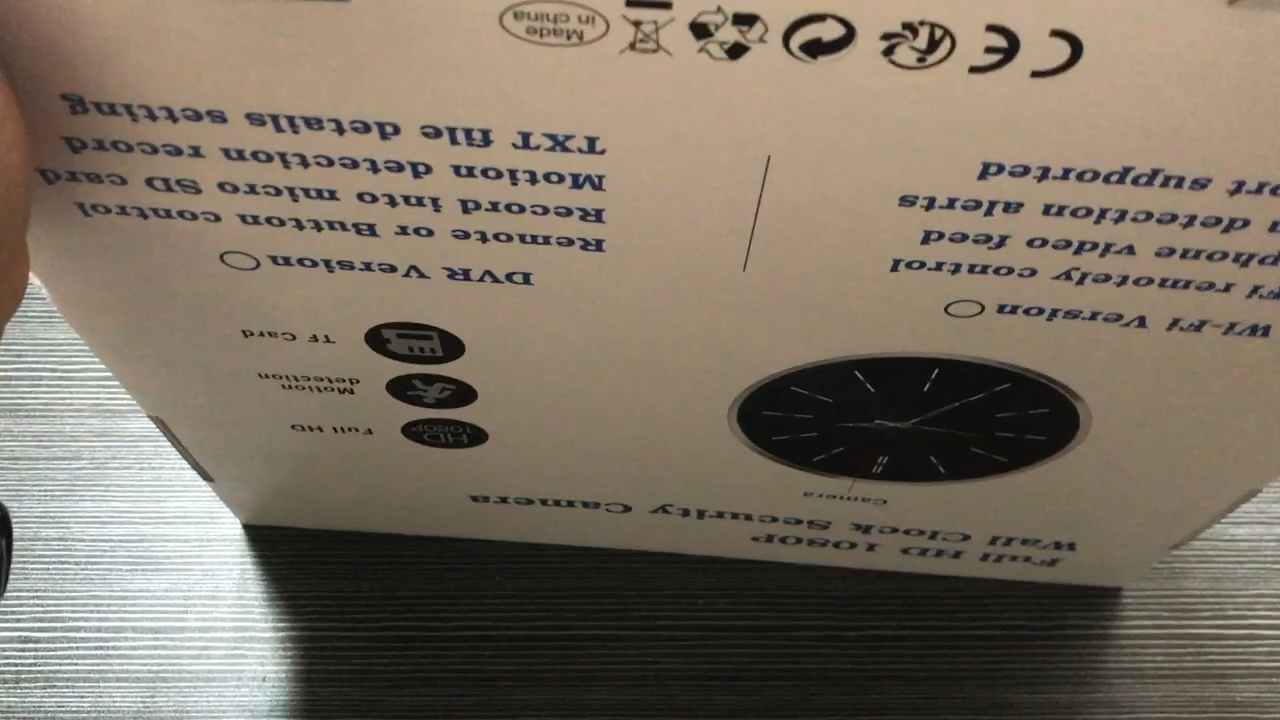 Full HD 1080P
Wall Clock Security Camera
Camera
HD
1080P
Full HD
Motion
detection
TF Card
Wi-Fi Version
Fi remotely control
phone video feed
detection alerts
supported
DVR Version
Remote or Button control
Record into micro SD card
Motion detection record
TXT file details setting
CE
Made
in china